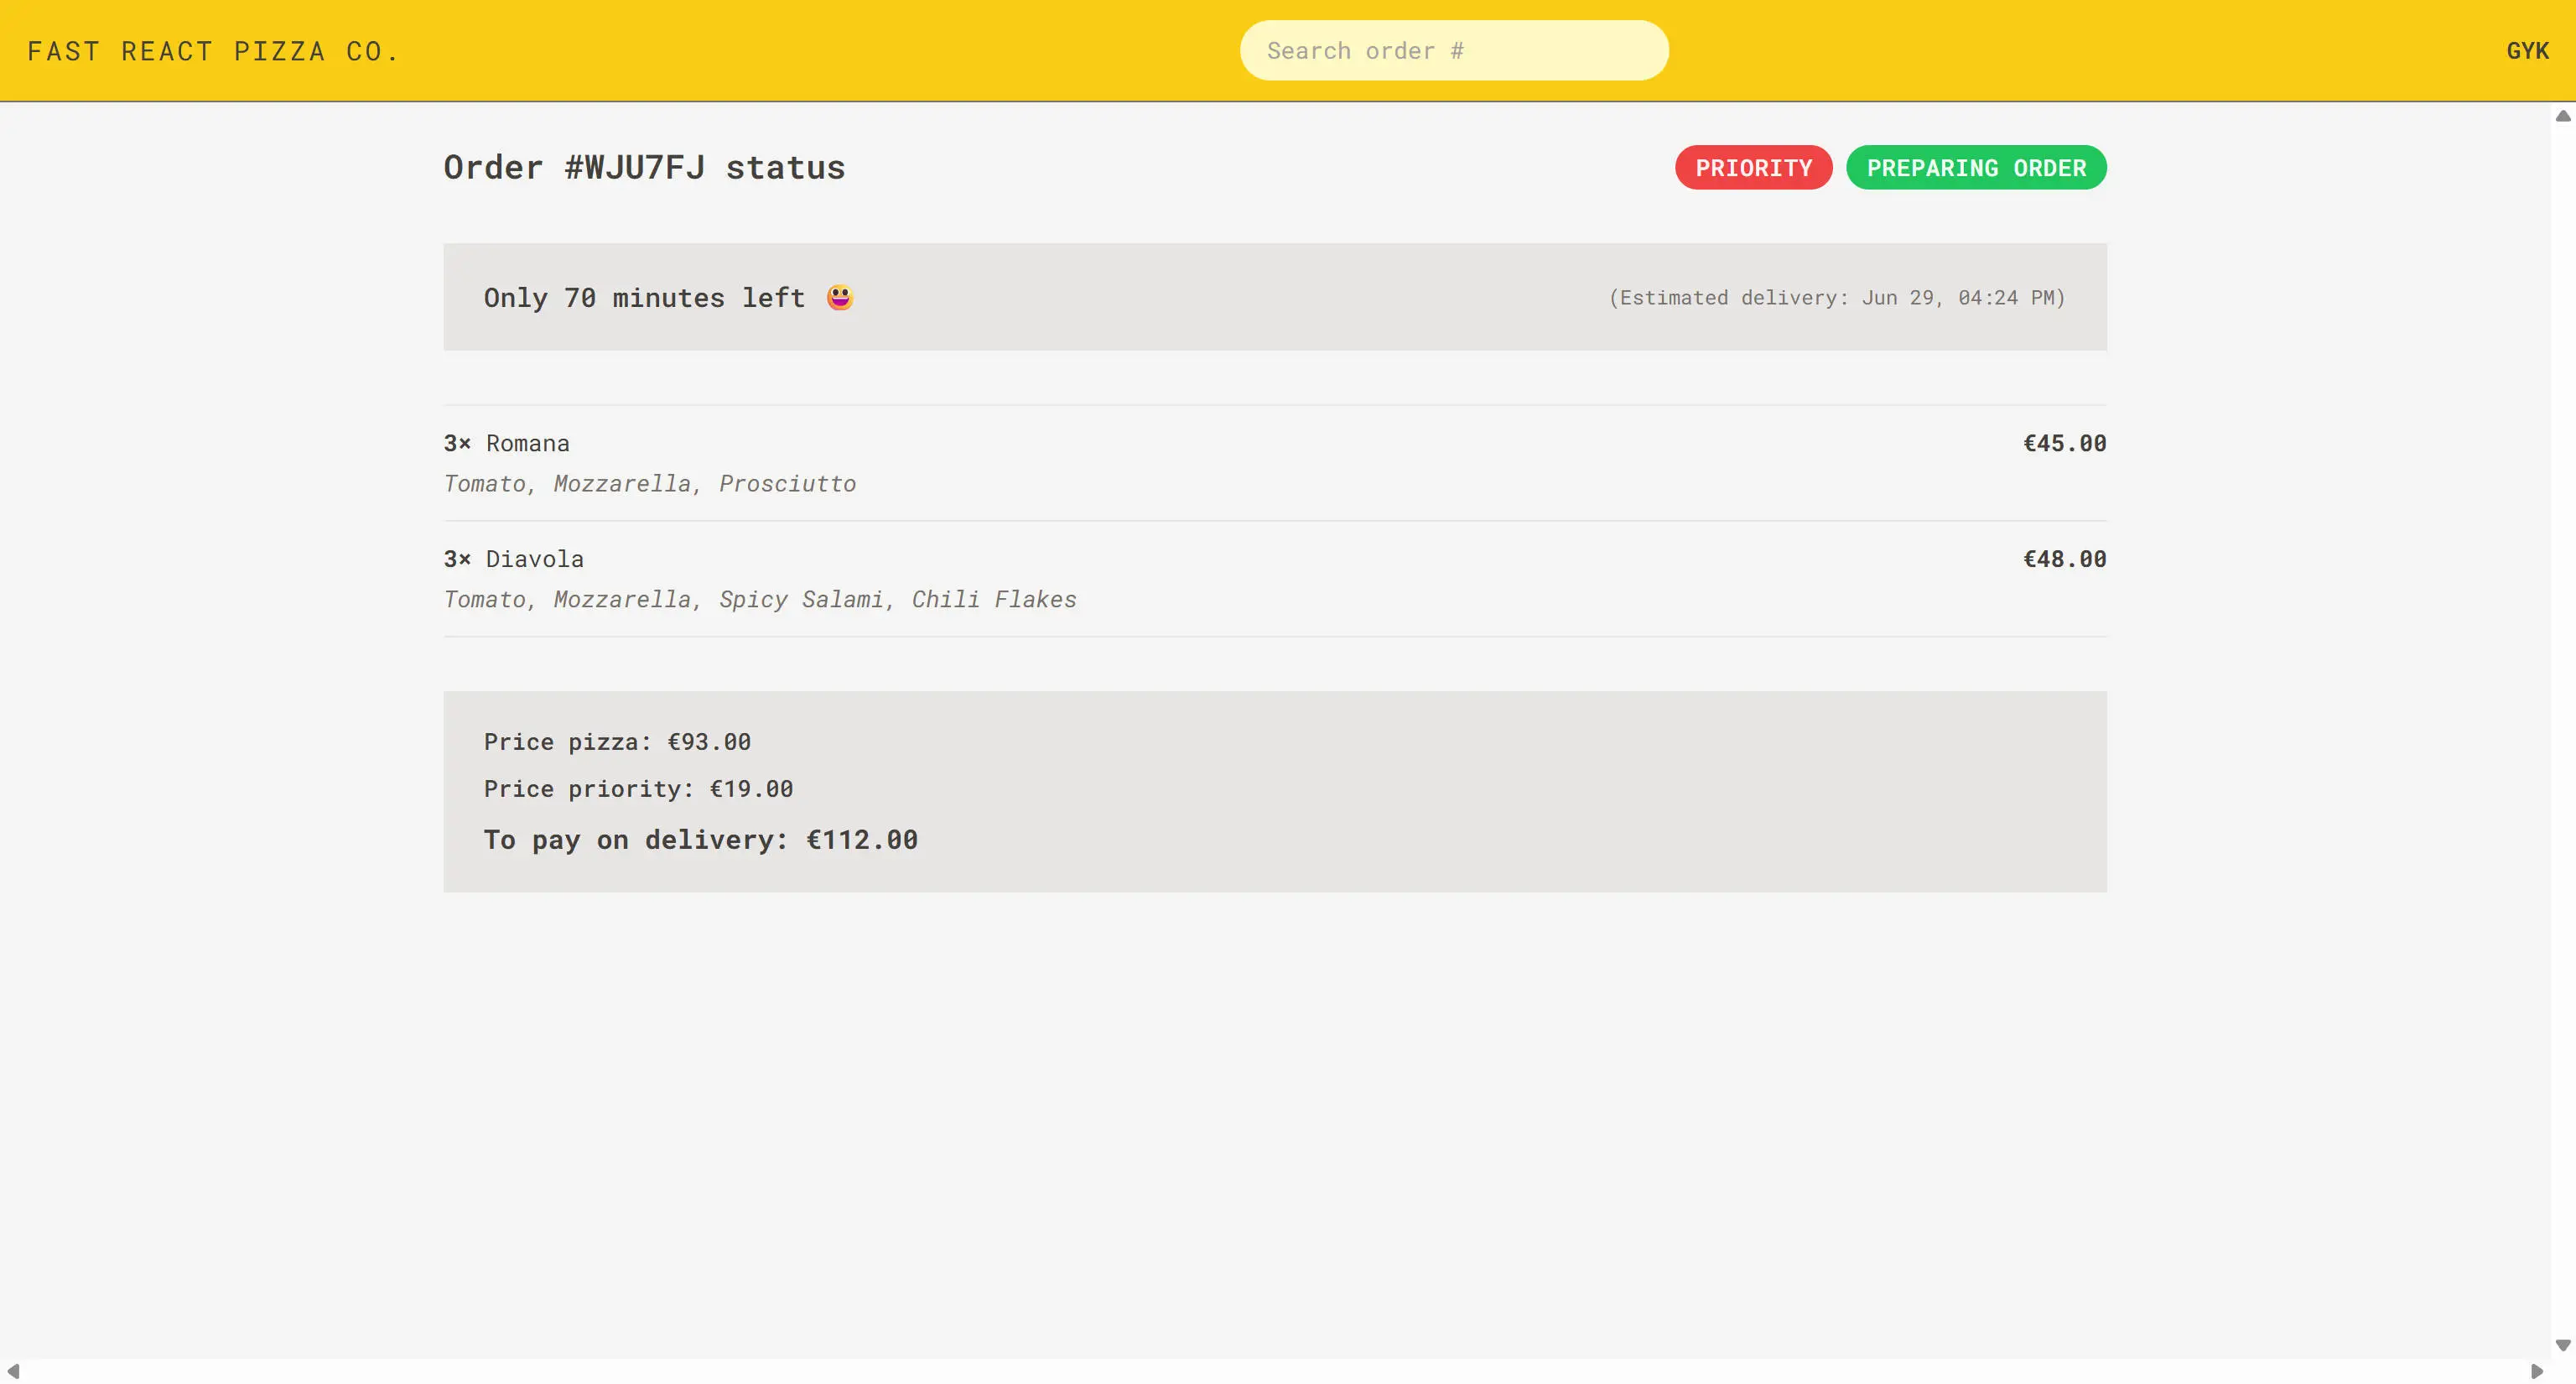 FAST REACT PIZZA CO.
Search order #
GYK
Order #WJU7FJ status
PRIORITY
PREPARING ORDER
Only 70 minutes left 😀
(Estimated delivery: Jun 29, 04:24 PM)
3× Romana
€45.00
Tomato, Mozzarella, Prosciutto
3× Diavola
€48.00
Tomato, Mozzarella, Spicy Salami, Chili Flakes
Price pizza: €93.00
Price priority: €19.00
To pay on delivery: €112.00